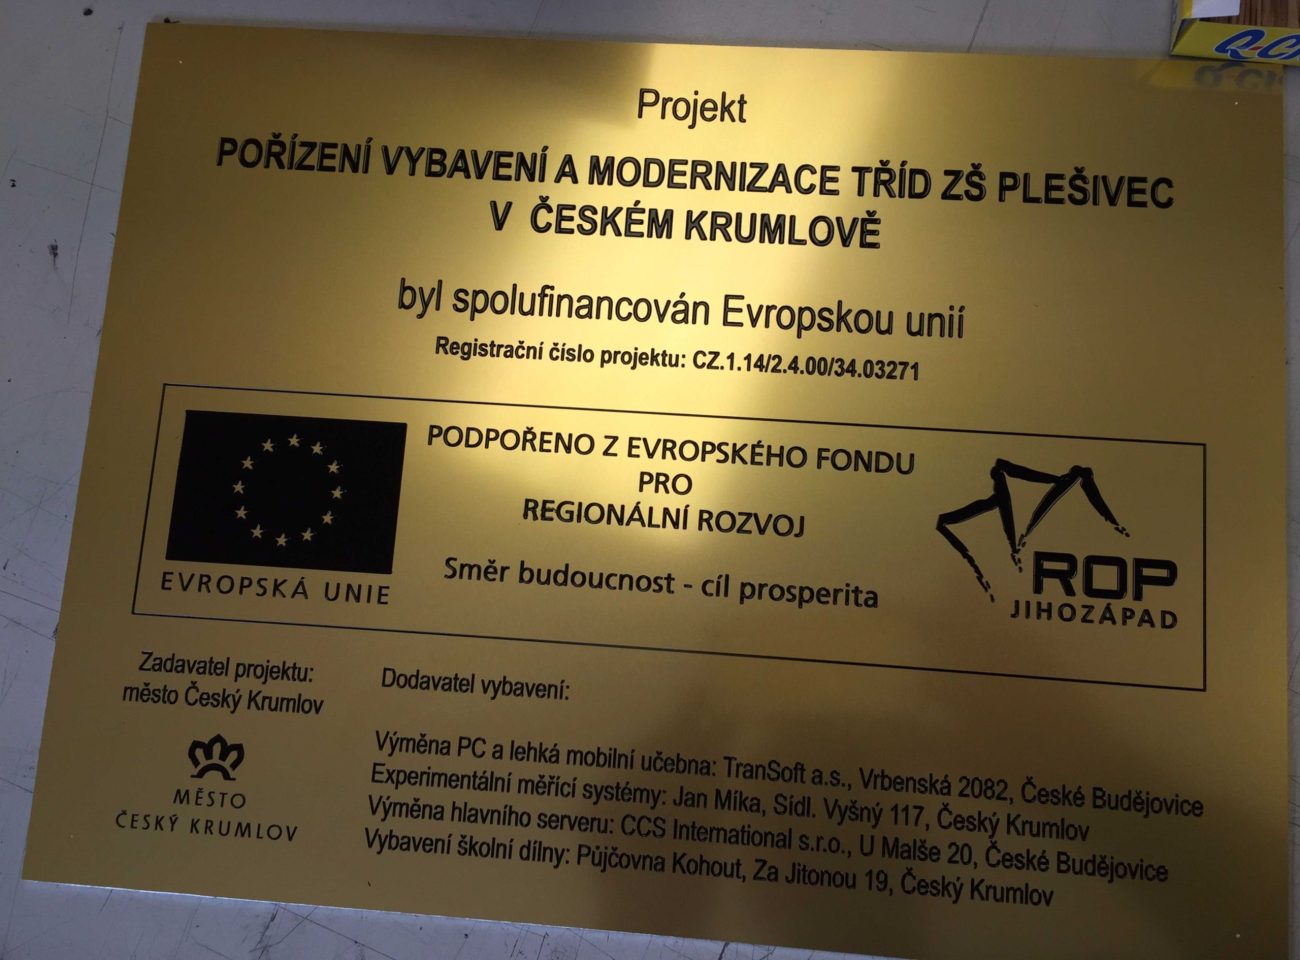 Q-C
Projekt
POŘÍZENÍ VYBAVENÍ A MODERNIZACE TŘÍD ZŠ PLEŠIVEC
V ČESKÉM KRUMLOVĚ
byl spolufinancován Evropskou unií
Registrační číslo projektu: CZ.1.14/2.4.00/34.03271
PODPOŘENO Z EVROPSKÉHO FONDU
PRO
REGIONÁLNÍ ROZVOJ
Směr budoucnost - cíl prosperita
EVROPSKÁ UNIE
ROP
JIHOZÁPAD
Zadavatel projektu:
město Český Krumlov
MĚSTO
ČESKÝ KRUMLOV
Dodavatel vybavení:
Výměna PC a lehká mobilní učebna: TranSoft a.s., Vrbenská 2082, České Budějovice
Experimentální měřící systémy: Jan Míka, Sídl. Vyšný 117, Český Krumlov
Výměna hlavního serveru: CCS International s.r.o., U Malše 20, České Budějovice
Vybavení školní dílny: Půjčovna Kohout, Za Jitonou 19, Český Krumlov